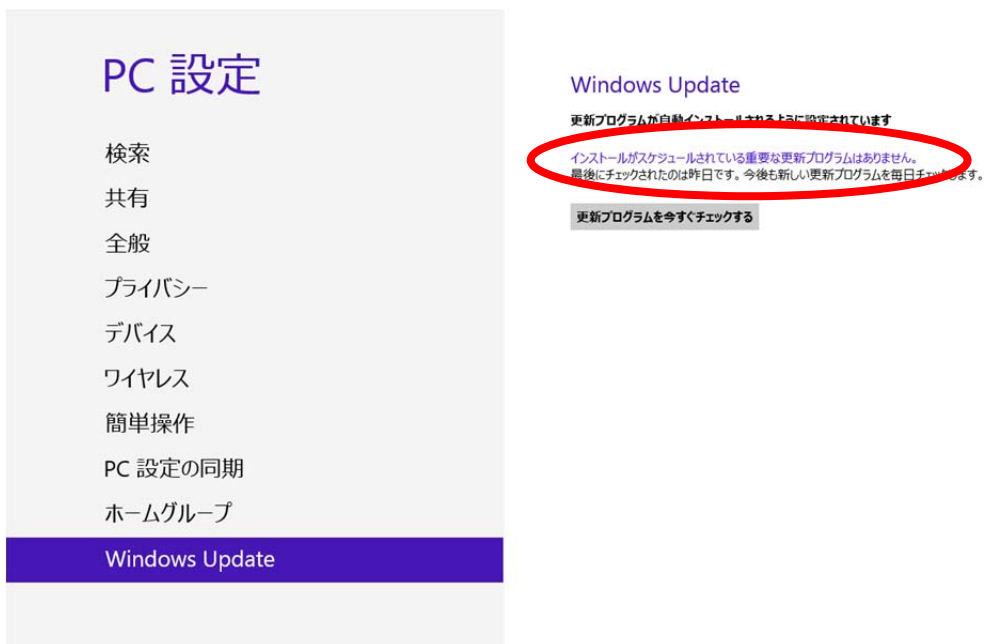 PC 設定
検索
共有
全般
プライバシー
デバイス
ワイヤレス
簡単操作
PC 設定の同期
ホームグループ
Windows Update
Windows Update
更新プログラムが自動インストールされるように設定されています
インストールがスケジュールされている重要な更新プログラムはありません。
最後にチェックされたのは昨日です。今後も新しい更新プログラムを毎日チェックします。
更新プログラムを今すぐチェックする